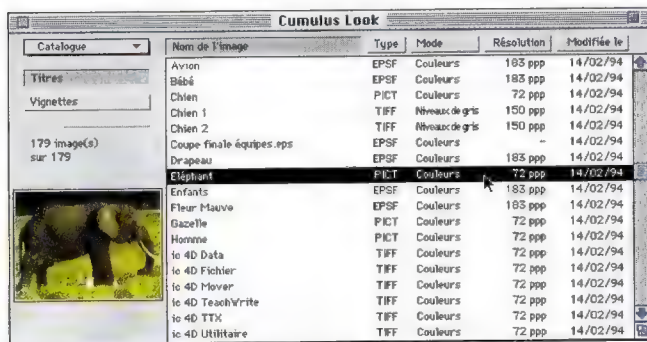 Cumulus Look
Catalogue
Titres
Vignettes
179 image(s)
sur 179
Nom de l'image Type Mode Résolution Modifiée le
Avion EPSF Couleurs 183 ppp 14/02/94
Bébé EPSF Couleurs 183 ppp 14/02/94
Chien PICT Couleurs 72 ppp 14/02/94
Chien 1 TIFF Niveaux de gris 150 ppp 14/02/94
Chien 2 TIFF Niveaux de gris 150 ppp 14/02/94
Coupe finale équipes.eps EPSF Couleurs - 14/02/94
Drapeau EPSF Couleurs 183 ppp 14/02/94
Eléphant PICT Couleurs 72 ppp 14/02/94
Enfants EPSF Couleurs 183 ppp 14/02/94
Fleur Mauve EPSF Couleurs 183 ppp 14/02/94
Gazelle PICT Couleurs 72 ppp 14/02/94
Homme PICT Couleurs 72 ppp 14/02/94
ic 4D Data TIFF Couleurs 72 ppp 14/02/94
ic 4D Fichier TIFF Couleurs 72 ppp 14/02/94
ic 4D Mover TIFF Couleurs 72 ppp 14/02/94
ic 4D TeachWrite TIFF Couleurs 72 ppp 14/02/94
ic 4D TTX TIFF Couleurs 72 ppp 14/02/94
ic 4D Utilitaire TIFF Couleurs 72 ppp 14/02/94